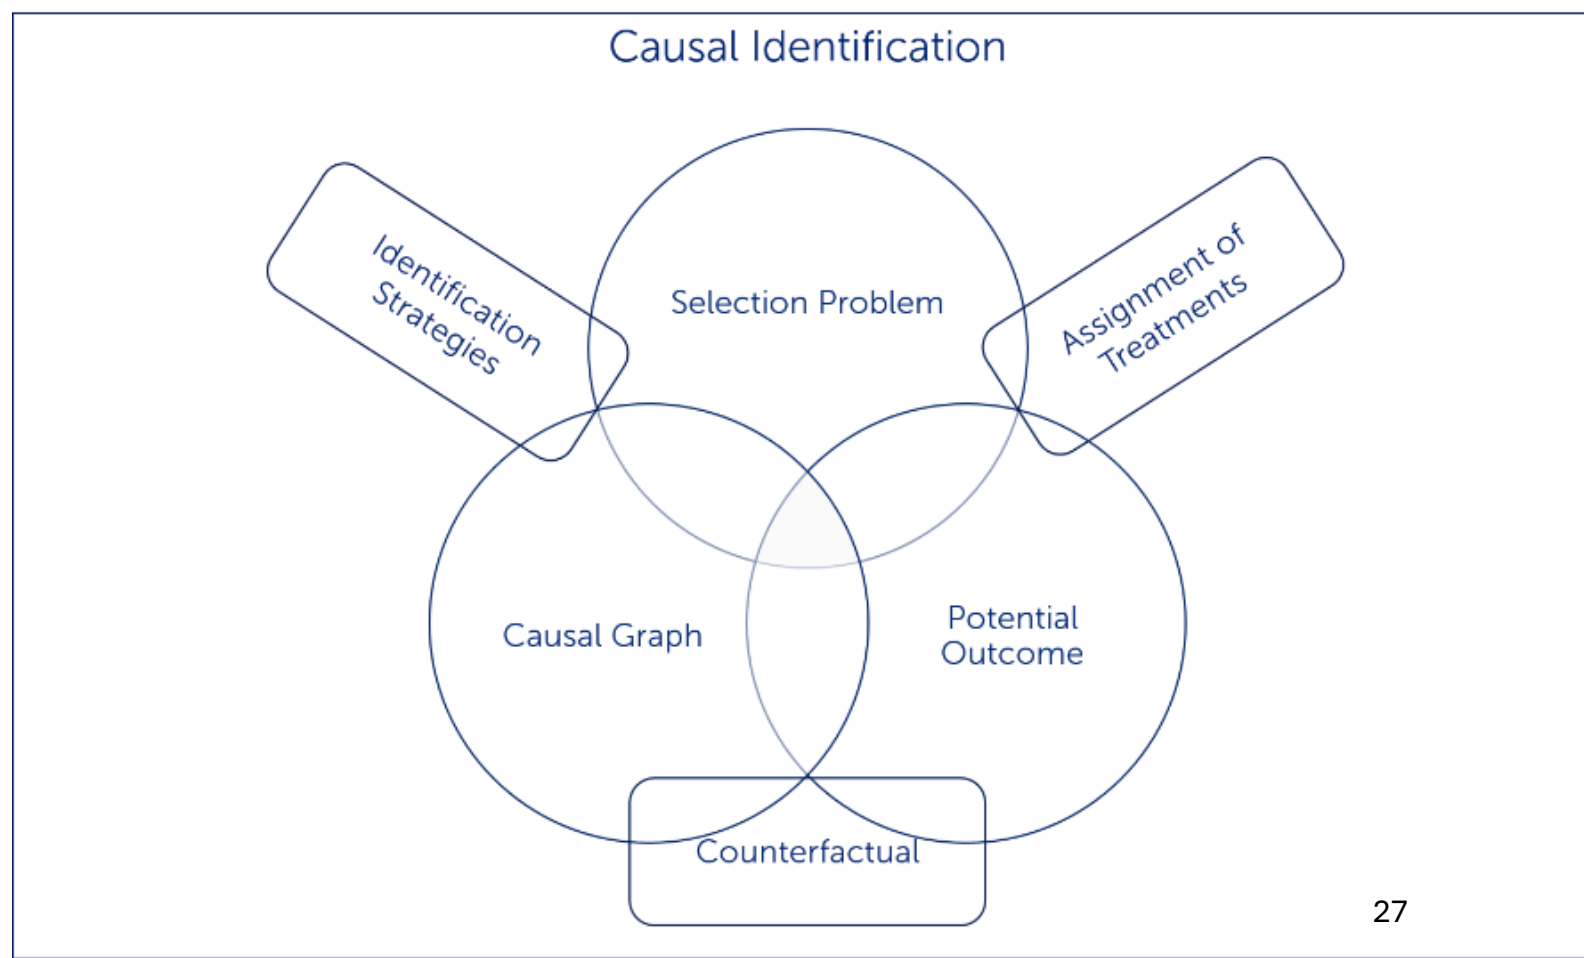 Causal Identification
Identification
Strategies
Selection Problem
Assignment of
Treatments
Causal Graph
Potential
Outcome
Counterfactual
27